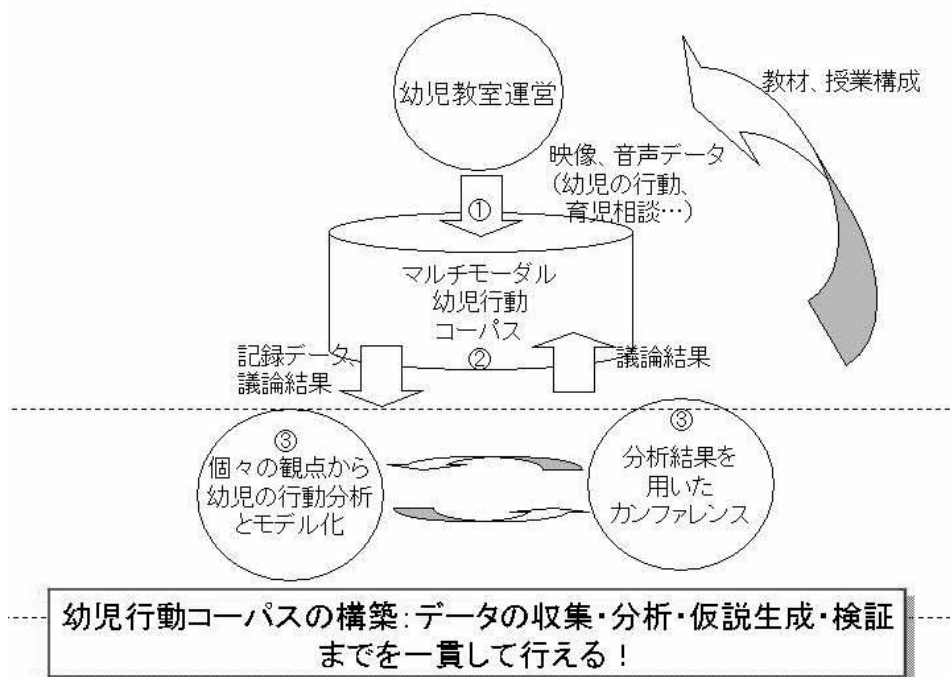 幼児教室運営
教材、授業構成
映像、音声データ
(幼児の行動、
育児相談…)
①
マルチモーダル
幼児行動
コーパス
②
記録データ、
議論結果
議論結果
③
個々の観点から
幼児の行動分析
とモデル化
③
分析結果を
用いた
カンファレンス
幼児行動コーパスの構築:データの収集・分析・仮説生成・検証
までを一貫して行える！